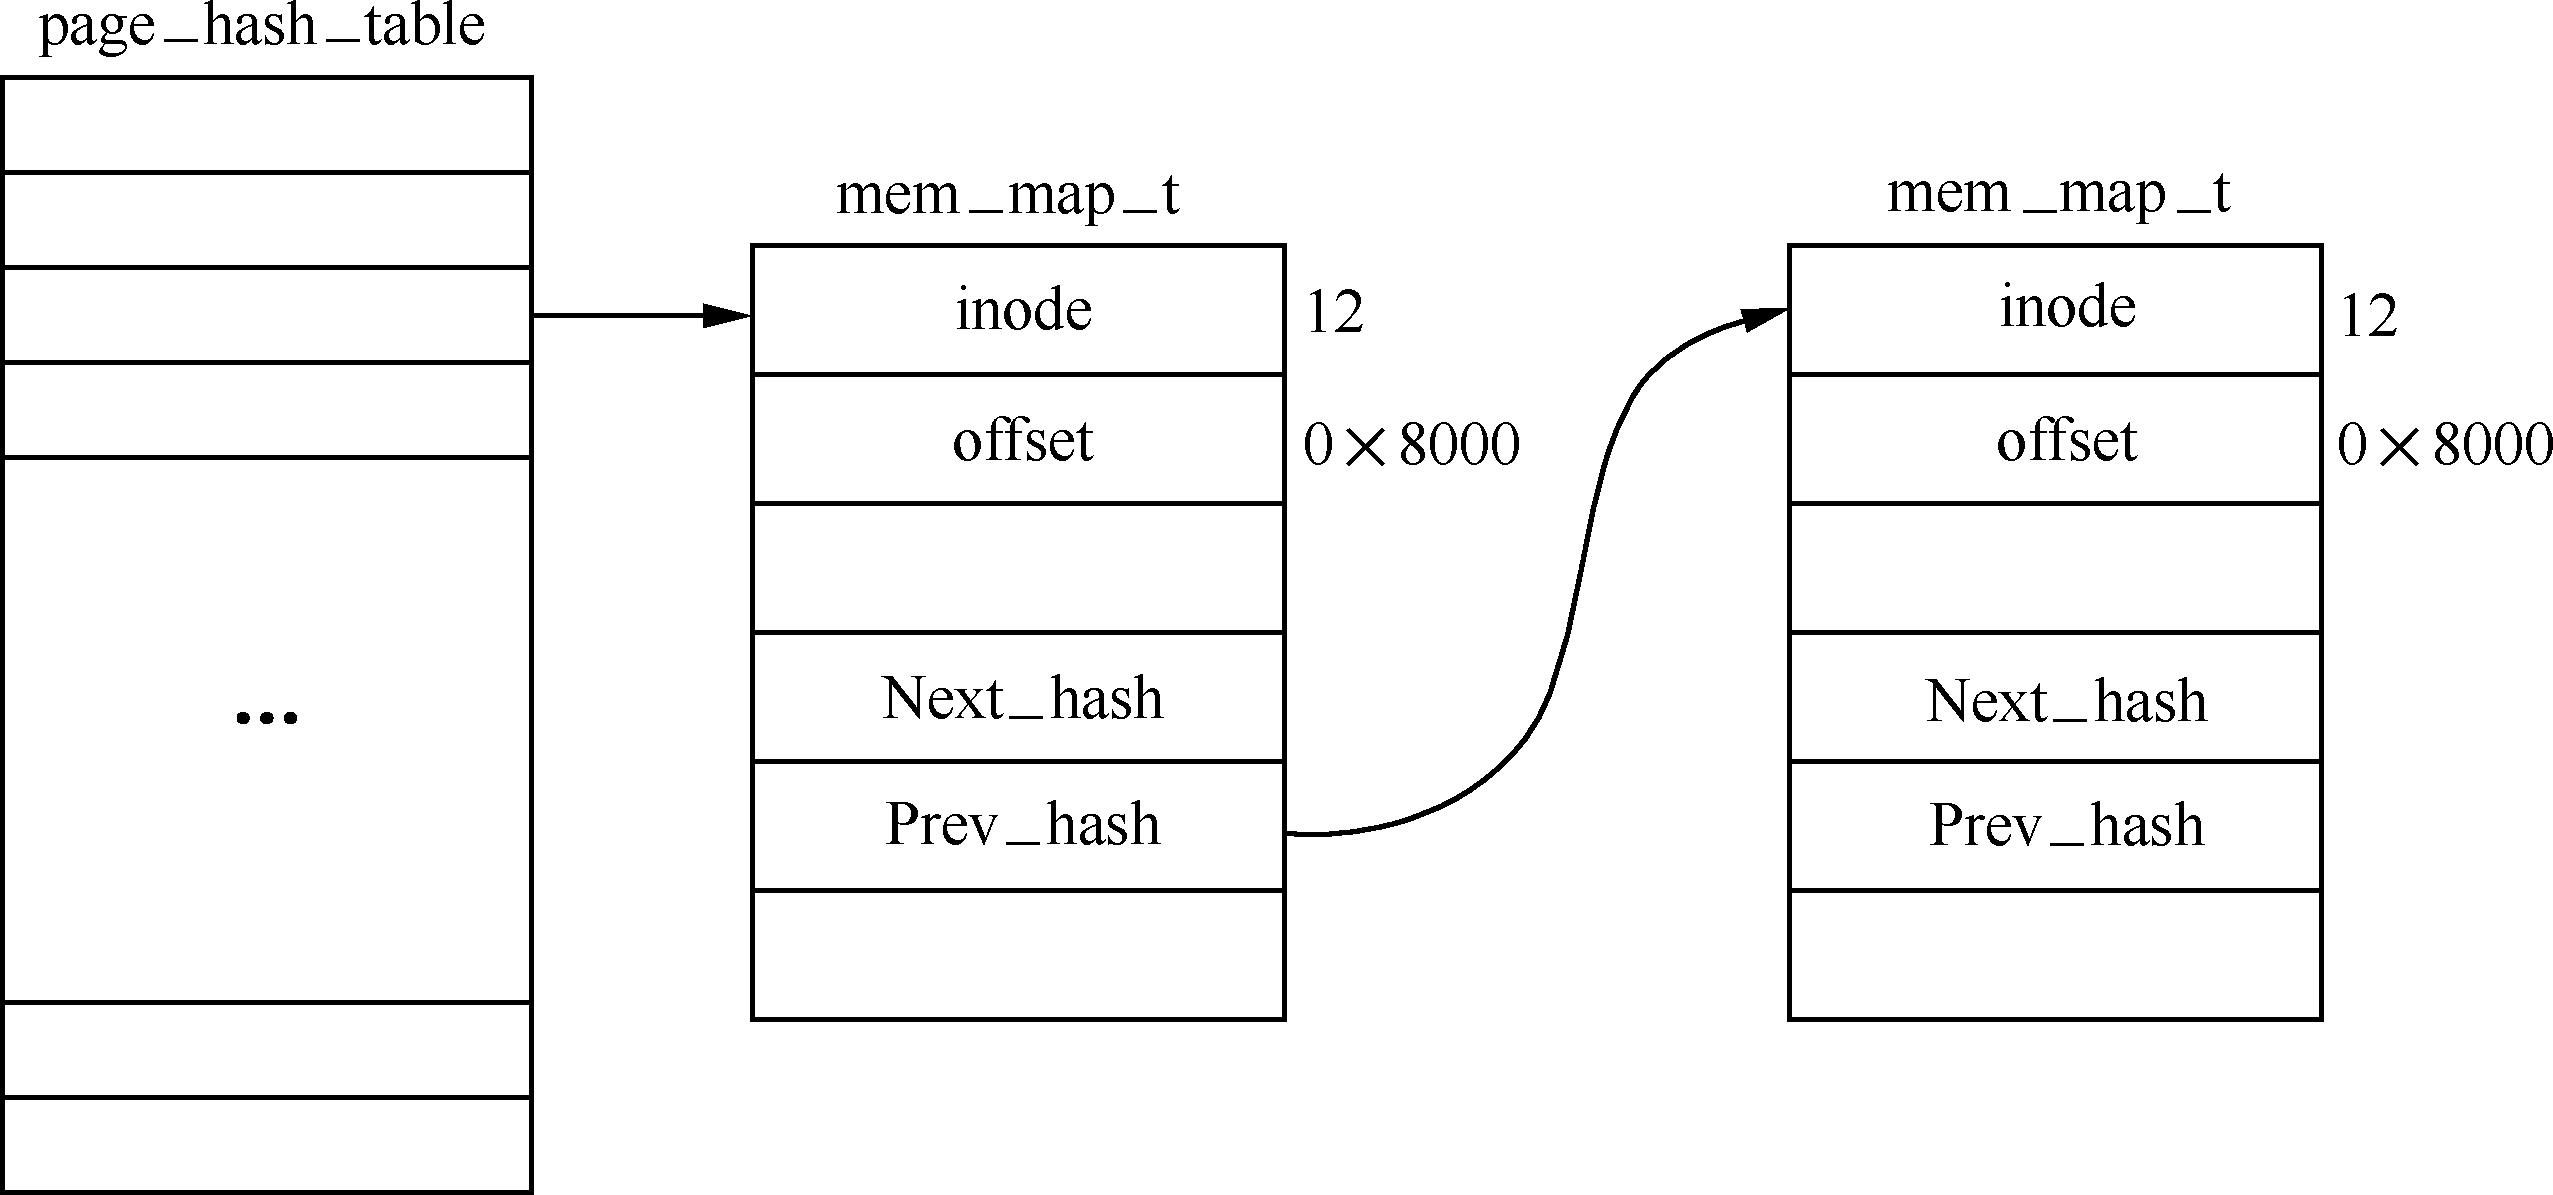 page_hash_table
...
mem_map_t
inode 12
offset 0×8000
Next_hash
Prev_hash
mem_map_t
inode 12
offset 0×8000
Next_hash
Prev_hash